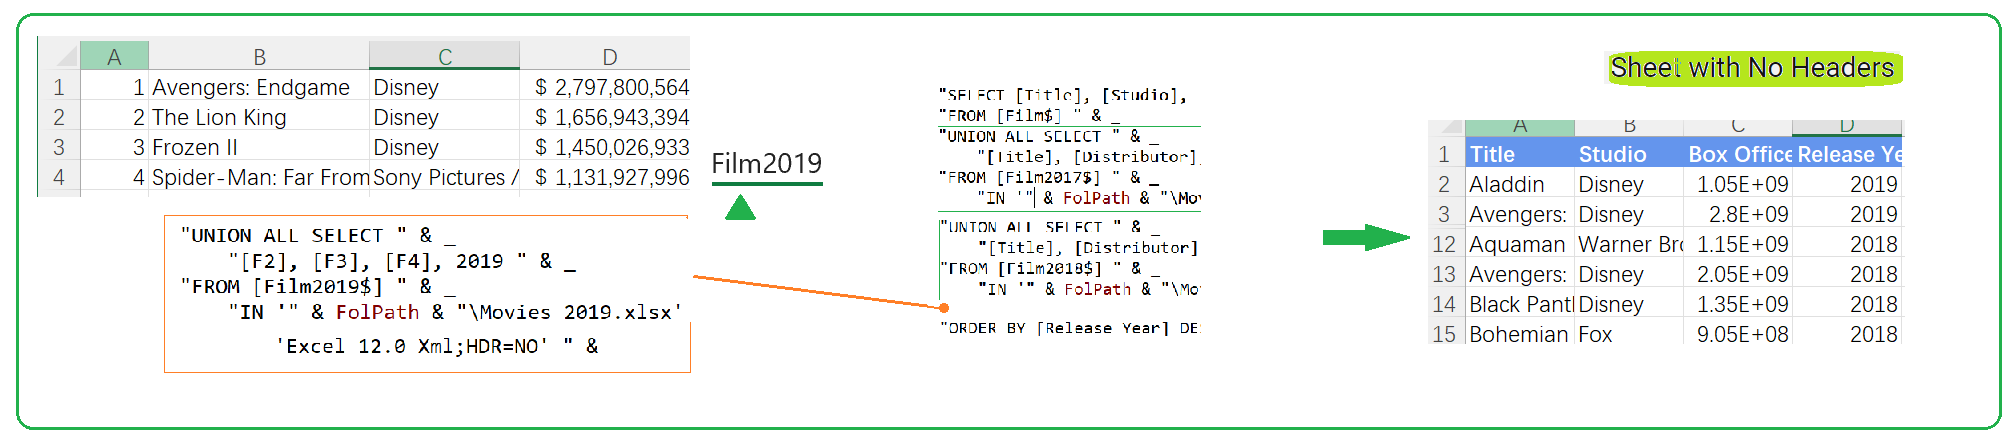 A B C D
1 1 Avengers: Endgame Disney $ 2,797,800,564
2 2 The Lion King Disney $ 1,656,943,394
3 3 Frozen II Disney $ 1,450,026,933
4 4 Spider-Man: Far From Sony Pictures / $ 1,131,927,996
Film2019
"UNION ALL SELECT " & _
"[F2], [F3], [F4], 2019 " & _
"FROM [Film2019$] " & _
"IN '" & FolPath & "\Movies 2019.xlsx'
'Excel 12.0 Xml;HDR=NO' " &
"SELECT [Title], [Studio],
"FROM [Film$] " & _
"UNION ALL SELECT " & _
"[Title], [Distributor],
"FROM [Film2017$] " & _
"IN '" & FolPath & "\Mov
"UNION ALL SELECT " & _
"[Title], [Distributor]
"FROM [Film2018$] " & _
"IN '" & FolPath & "\Mo
"ORDER BY [Release Year] DE
Sheet with No Headers
A B C D
1 Title Studio Box Office Release Ye
2 Aladdin Disney 1.05E+09 2019
3 Avengers: Disney 2.8E+09 2019
12 Aquaman Warner Bro 1.15E+09 2018
13 Avengers: Disney 2.05E+09 2018
14 Black Pant Disney 1.35E+09 2018
15 Bohemian Fox 9.05E+08 2018